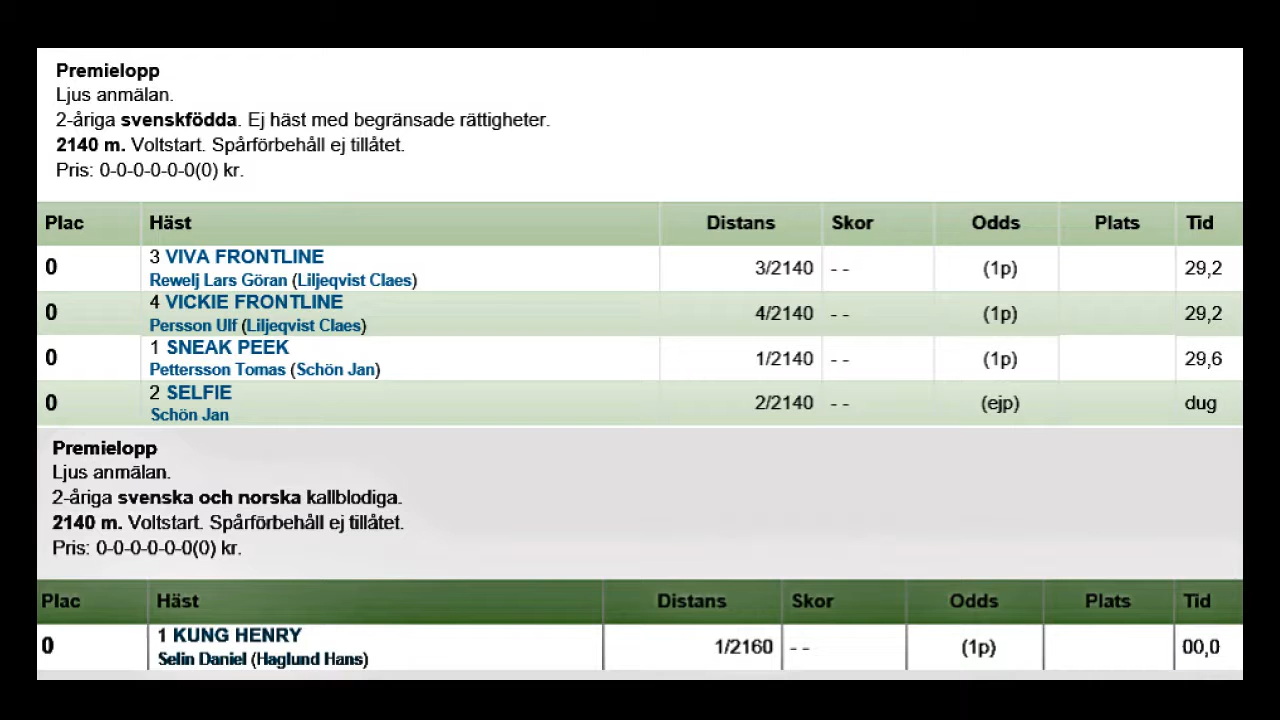 Premielopp
Ljus anmälan.
2-åriga svenskfödda. Ej häst med begränsade rättigheter.
2140 m. Voltstart. Spårförbehåll ej tillåtet.
Pris: 0-0-0-0-0-0(0) kr.
Plac Häst Distans Skor Odds Plats Tid
3 VIVA FRONTLINE
0 3/2140 - - (1p) 29,2
Rewelj Lars Göran (Liljeqvist Claes)
4 VICKIE FRONTLINE
0 4/2140 - - (1p) 29,2
Persson Ulf (Liljeqvist Claes)
1 SNEAK PEEK
0 1/2140 - - (1p) 29,6
Pettersson Tomas (Schön Jan)
2 SELFIE
0 2/2140 - - (ejp) dug
Schön Jan
Premielopp
Ljus anmälan.
2-åriga svenska och norska kallblodiga.
2140 m. Voltstart. Spårförbehåll ej tillåtet.
Pris: 0-0-0-0-0-0(0) kr.
Plac Häst Distans Skor Odds Plats Tid
1 KUNG HENRY
0 1/2160 - - (1p) 00,0
Selin Daniel (Haglund Hans)